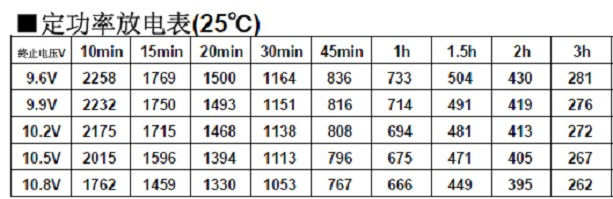 ■定功率放电表(25℃)
终止电压V 10min 15min 20min 30min 45min 1h 1.5h 2h 3h
9.6V 2258 1769 1500 1164 836 733 504 430 281
9.9V 2232 1750 1493 1151 816 714 491 419 276
10.2V 2175 1715 1468 1138 808 694 481 413 272
10.5V 2015 1596 1394 1113 796 675 471 405 267
10.8V 1762 1459 1330 1053 767 666 449 395 262